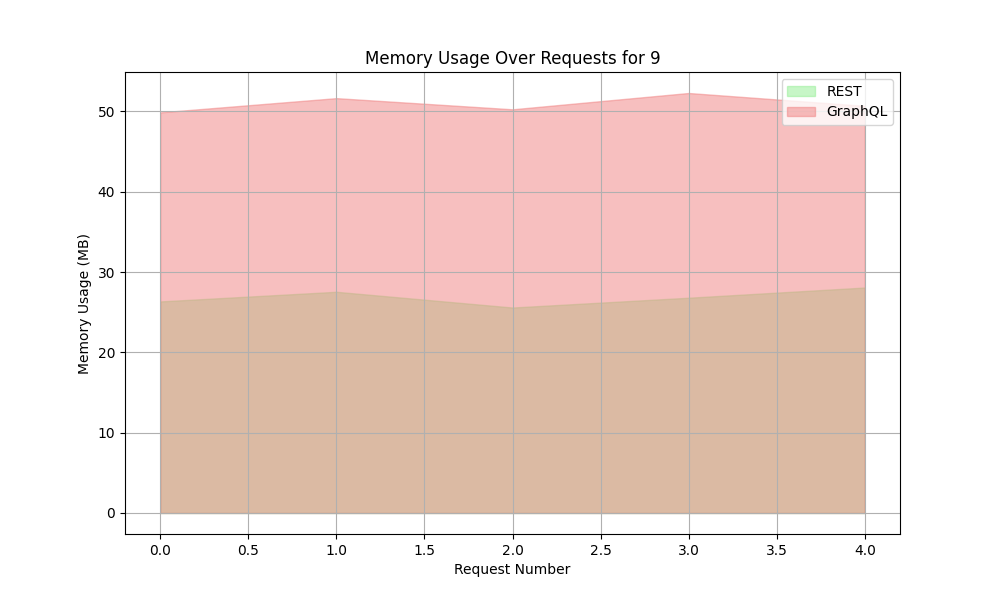 Memory Usage Over Requests for 9
REST
GraphQL
Memory Usage (MB)
50
40
30
20
10
0
0.0 0.5 1.0 1.5 2.0 2.5 3.0 3.5 4.0
Request Number